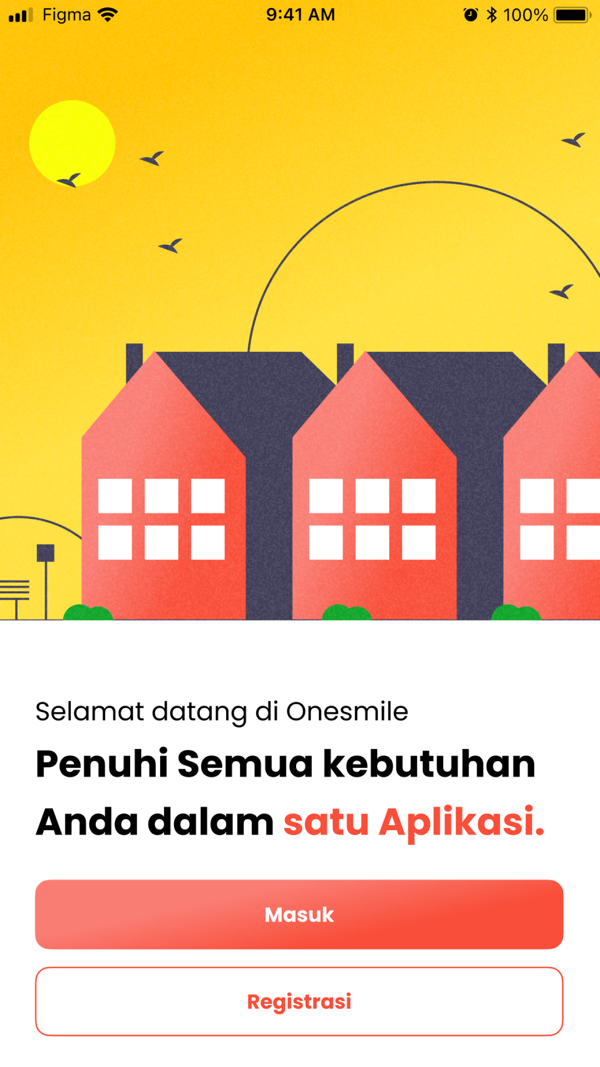 Figma 9:41 AM 100%
Selamat datang di Onesmile
Penuhi Semua kebutuhan
Anda dalam satu Aplikasi.
Masuk
Registrasi